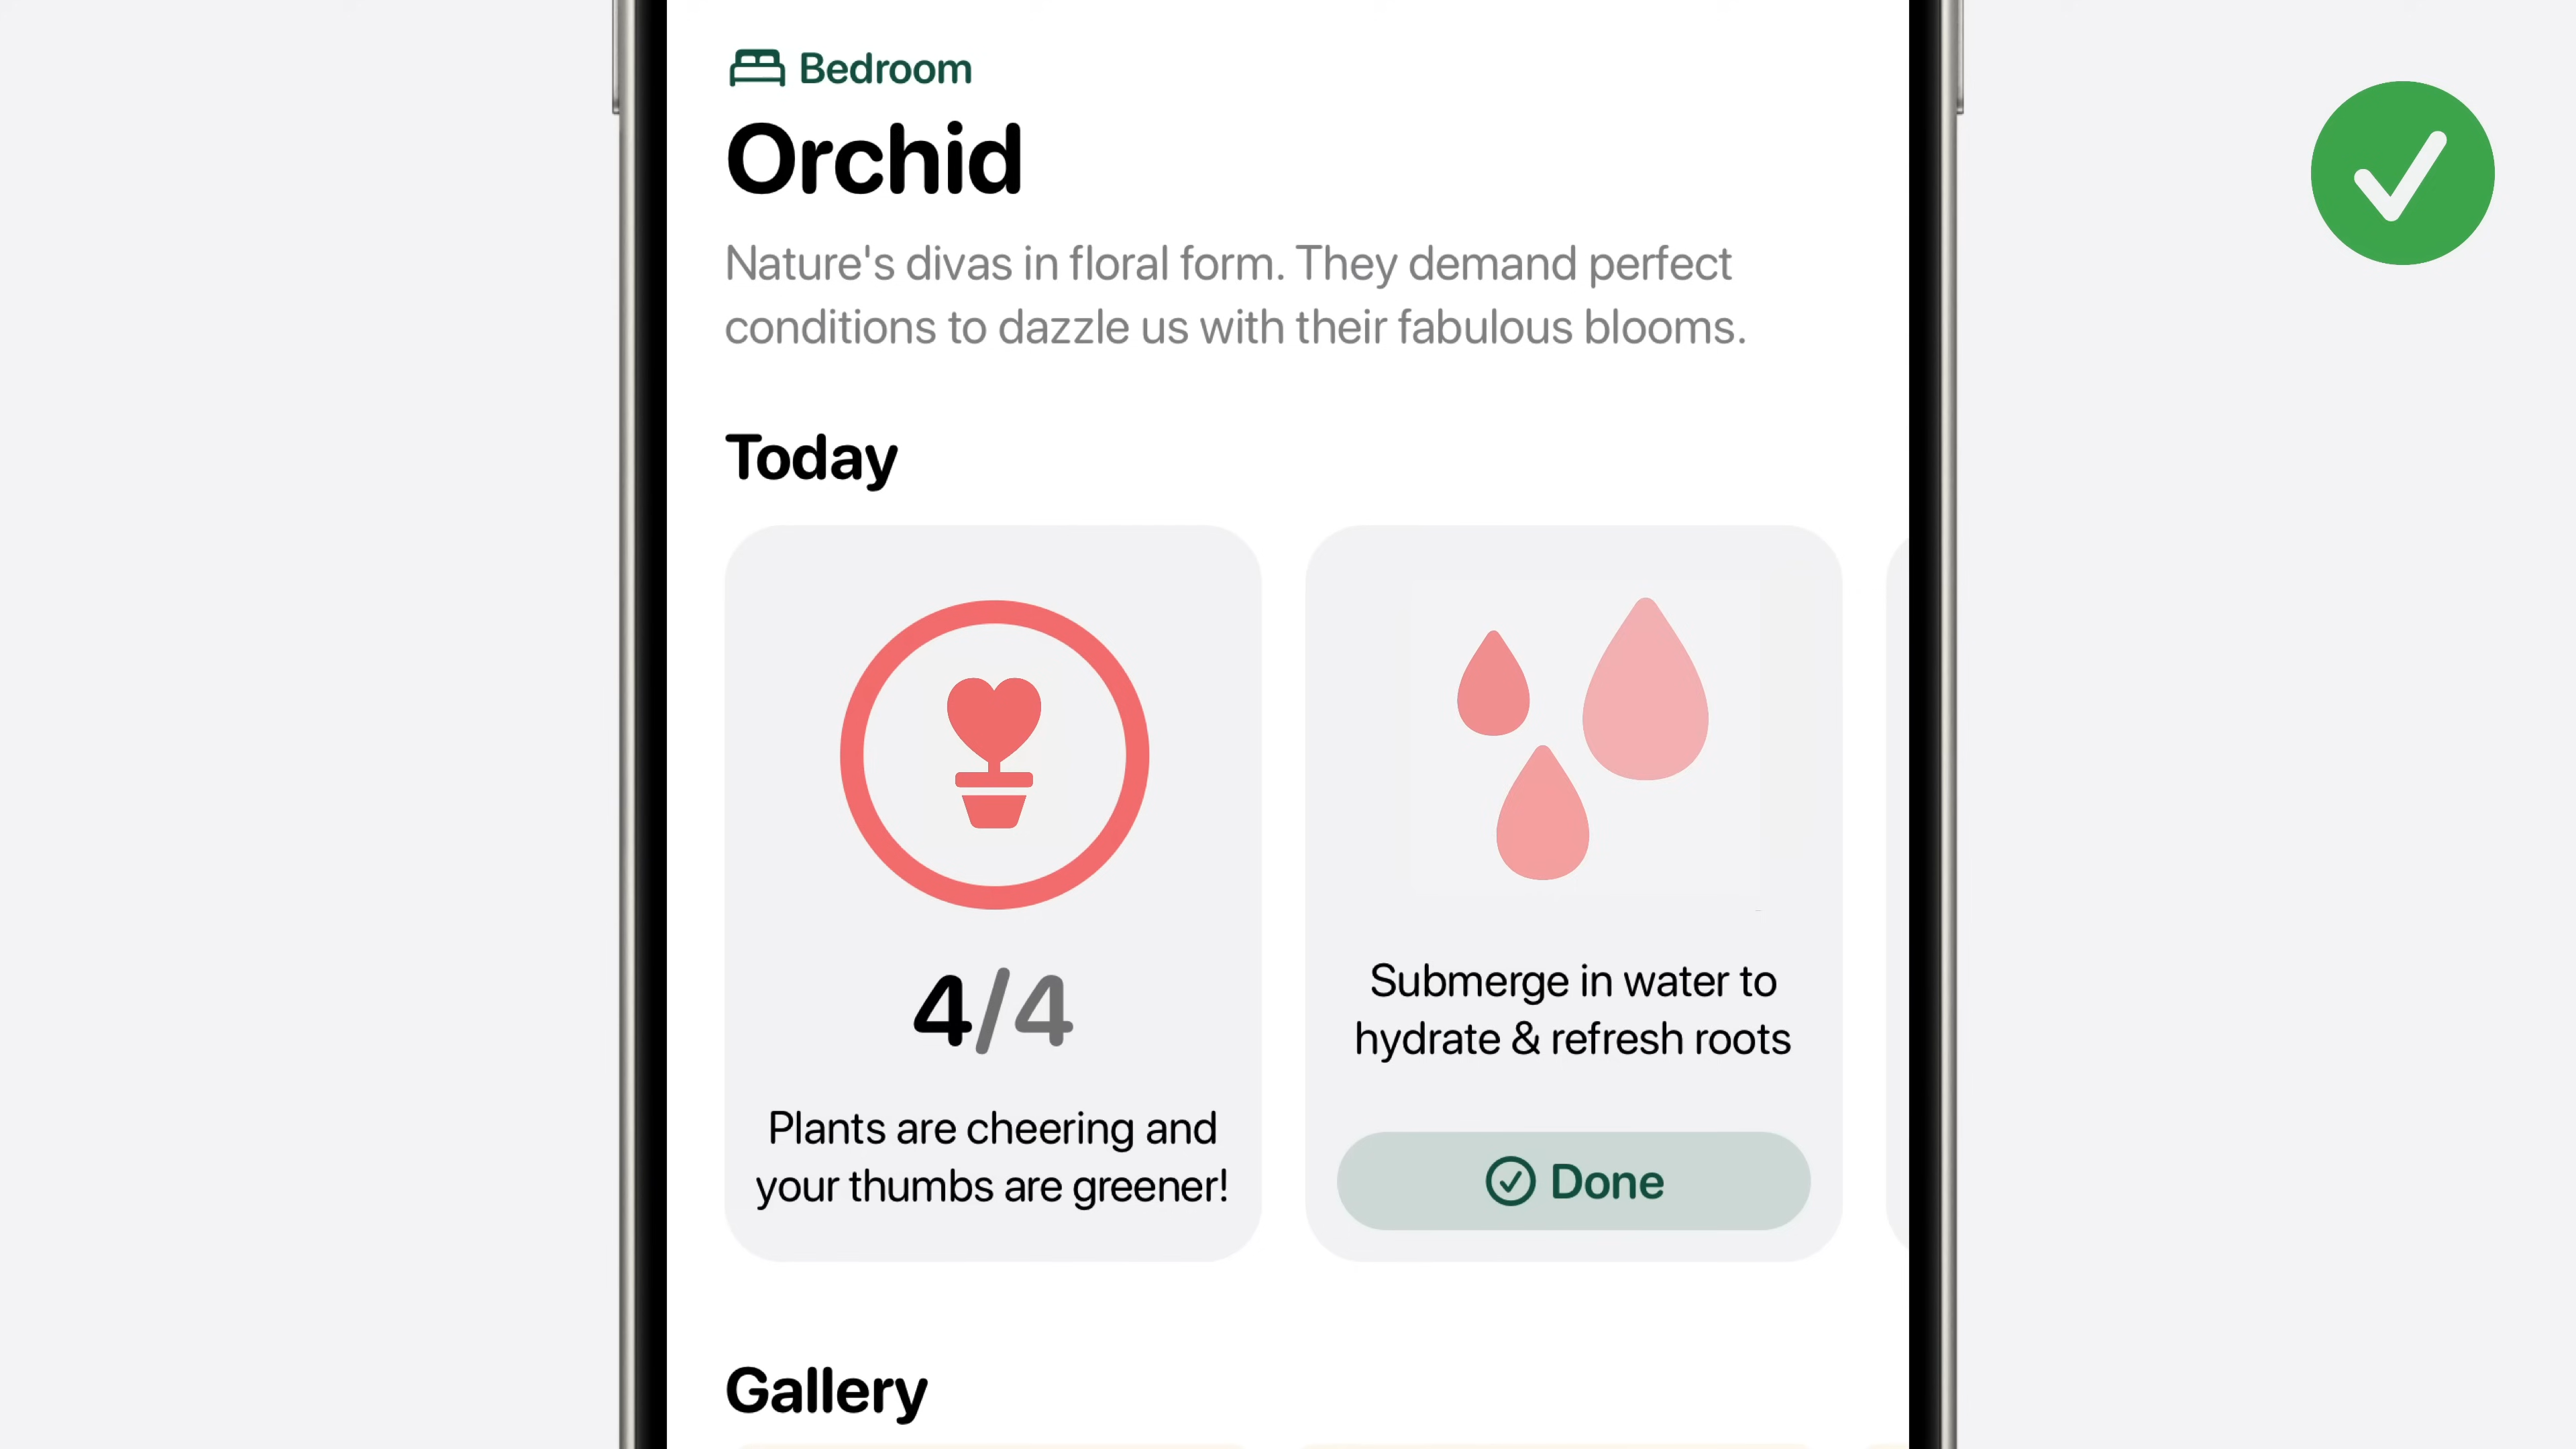 Bedroom
Orchid
Nature's divas in floral form. They demand perfect
conditions to dazzle us with their fabulous blooms.
Today
4/4
Plants are cheering and
your thumbs are greener!
Submerge in water to
hydrate & refresh roots
Done
Gallery